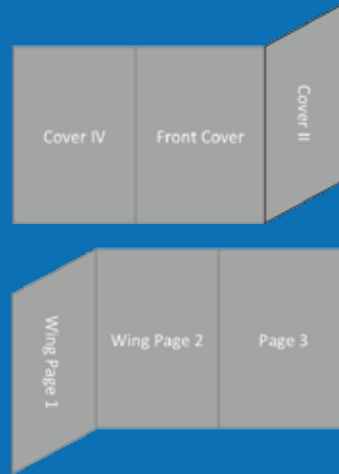 Cover IV
Front Cover
Cover II
Wing Page 1
Wing Page 2
Page 3